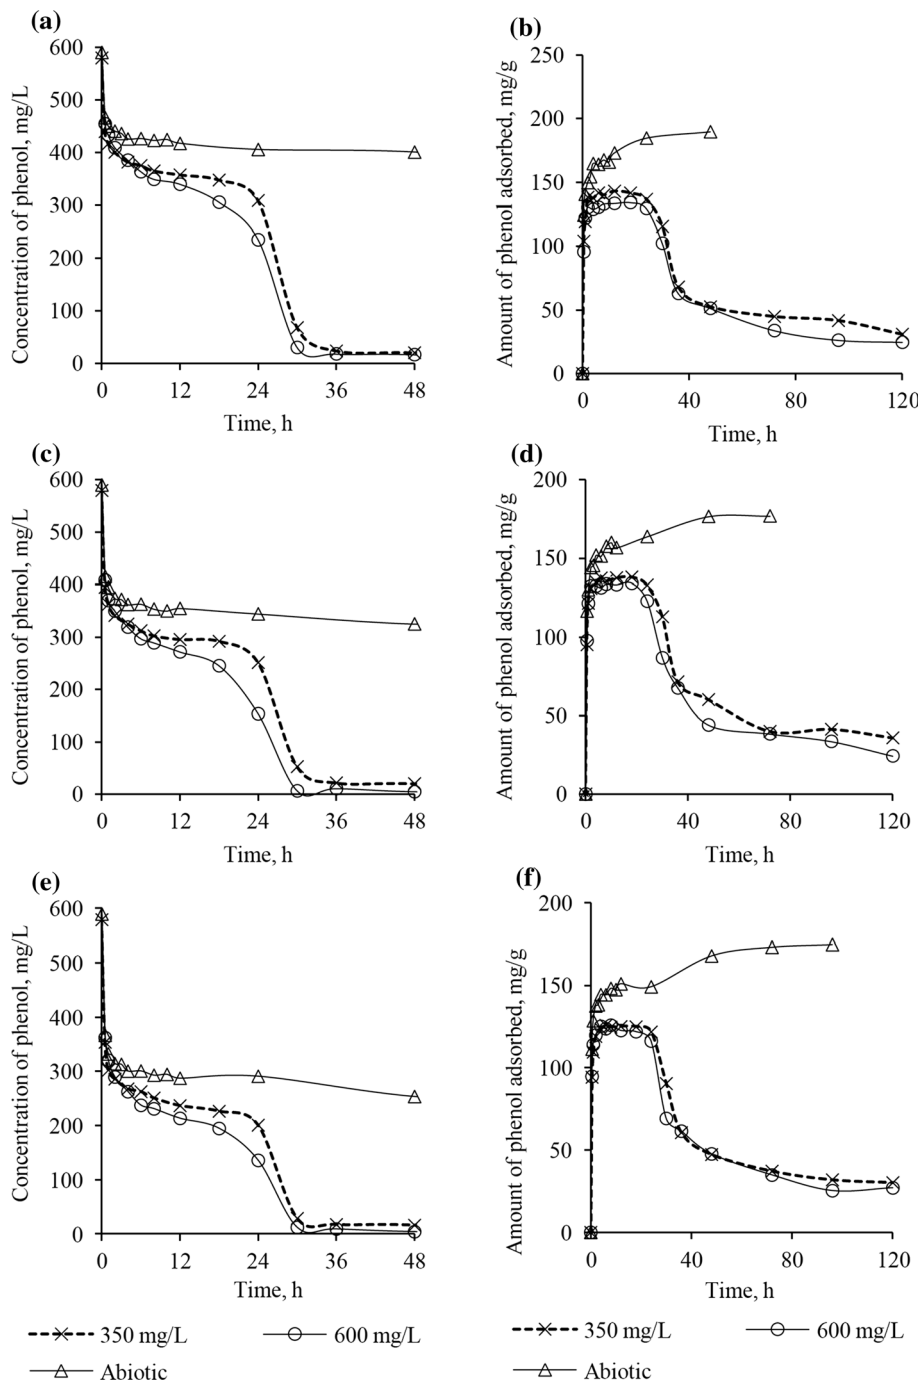 (a)
Concentration of phenol, mg/L
600
500
400
300
200
100
0
0 12 24 36 48
Time, h
(b)
Amount of phenol adsorbed, mg/g
250
200
150
100
50
0
0 40 80 120
Time, h
(c)
Concentration of phenol, mg/L
600
500
400
300
200
100
0
0 12 24 36 48
Time, h
(d)
Amount of phenol adsorbed, mg/g
200
150
100
50
0
0 40 80 120
Time, h
(e)
Concentration of phenol, mg/L
600
500
400
300
200
100
0
0 12 24 36 48
Time, h
(f)
Amount of phenol adsorbed, mg/g
200
150
100
50
0
0 40 80 120
Time, h
350 mg/L 600 mg/L
Abiotic
350 mg/L 600 mg/L
Abiotic